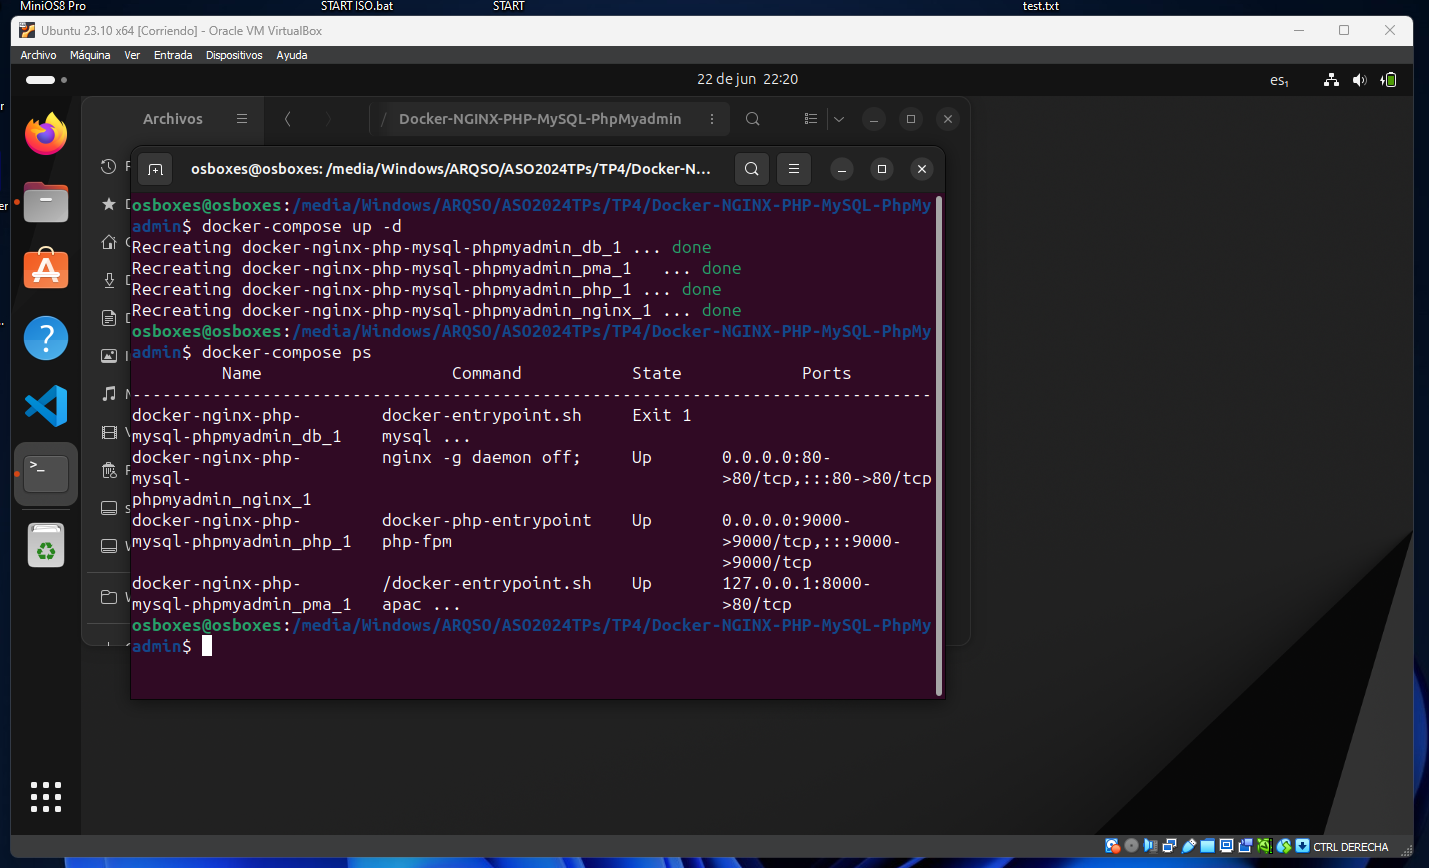 MiniOS8 Pro
START ISO.bat
START
test.txt
Ubuntu 23.10 x64 [Corriendo] - Oracle VM VirtualBox
Archivo Máquina Ver Entrada Dispositivos Ayuda
22 de jun 22:20
es₁
Archivos
/ Docker-NGINX-PHP-MySQL-PhpMyadmin
osboxes@osboxes: /media/Windows/ARQSO/ASO2024TPs/TP4/Docker-N...
osboxes@osboxes:/media/Windows/ARQSO/ASO2024TPs/TP4/Docker-NGINX-PHP-MySQL-PhpMy
admin$ docker-compose up -d
Recreating docker-nginx-php-mysql-phpmyadmin_db_1 ... done
Recreating docker-nginx-php-mysql-phpmyadmin_pma_1   ... done
Recreating docker-nginx-php-mysql-phpmyadmin_php_1 ... done
Recreating docker-nginx-php-mysql-phpmyadmin_nginx_1 ... done
osboxes@osboxes:/media/Windows/ARQSO/ASO2024TPs/TP4/Docker-NGINX-PHP-MySQL-PhpMy
admin$ docker-compose ps
Name Command State Ports
--------------------------------------------------------------------------------
docker-nginx-php- docker-entrypoint.sh Exit 1
mysql-phpmyadmin_db_1 mysql ...
docker-nginx-php- nginx -g daemon off; Up 0.0.0.0:80-
mysql- >80/tcp,:::80->80/tcp
phpmyadmin_nginx_1
docker-nginx-php- docker-php-entrypoint Up 0.0.0.0:9000-
mysql-phpmyadmin_php_1 php-fpm >9000/tcp,:::9000-
>9000/tcp
docker-nginx-php- /docker-entrypoint.sh Up 127.0.0.1:8000-
mysql-phpmyadmin_pma_1 apac ... >80/tcp
osboxes@osboxes:/media/Windows/ARQSO/ASO2024TPs/TP4/Docker-NGINX-PHP-MySQL-PhpMy
admin$
CTRL DERECHA